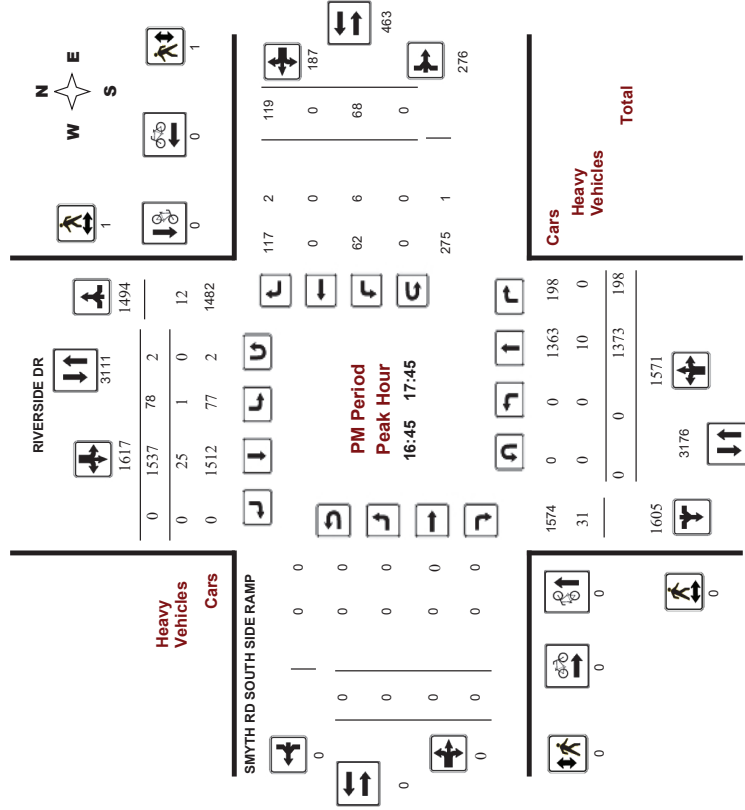 N
W E
S
1
1
0
0
RIVERSIDE DR
3111
1617
1494
0 1537 78 2
0 25 1 0 12
0 1512 77 2 1482
Heavy
Vehicles
Cars
463
187
276
117 2 119
0 0 0
62 6 68
0 0 0
275 1
PM Period
Peak Hour
16:45 17:45
SMYTH RD SOUTH SIDE RAMP
0 0
0 0 0
0 0 0
0 0 0
0 0 0
0
0
0
Cars
Heavy
Vehicles
Total
1574 0 0 1363 198
31 0 0 10 0
0 0 1373 198
1605
1571
3176
0
0
0
0